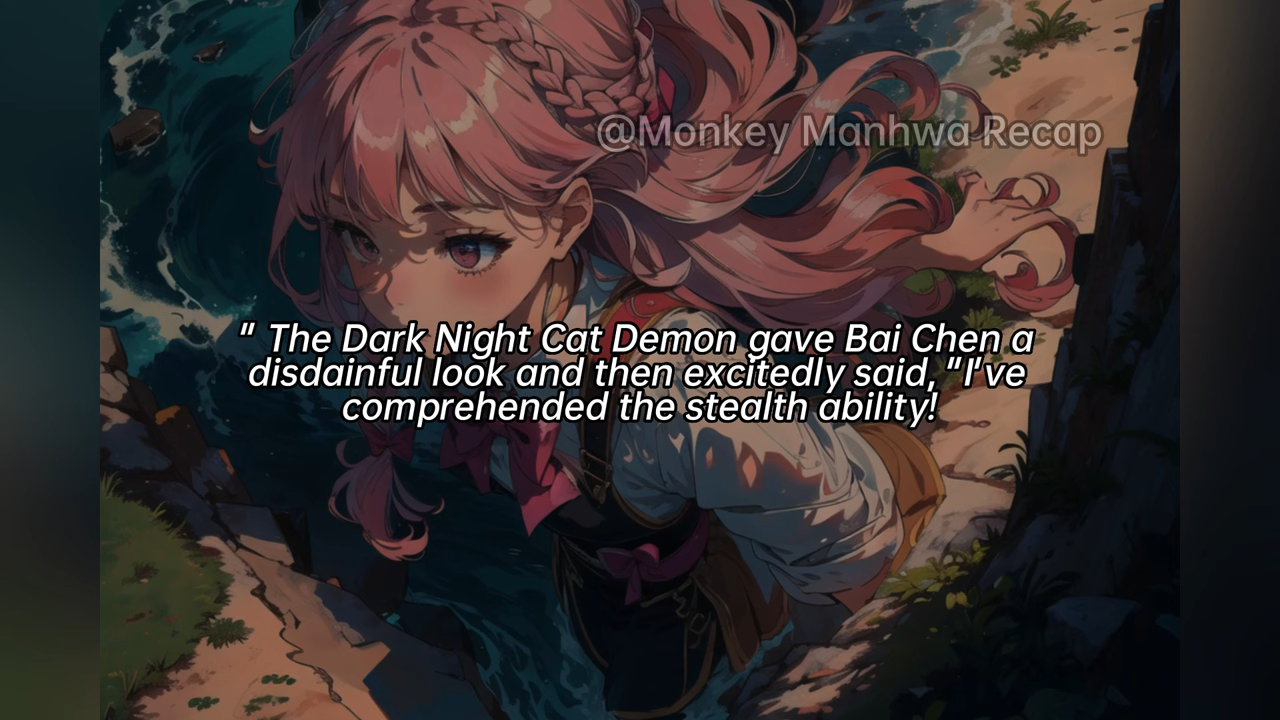 @Monkey Manhwa Recap
" The Dark Night Cat Demon gave Bai Chen a
disdainful look and then excitedly said, "I've
comprehended the stealth ability!